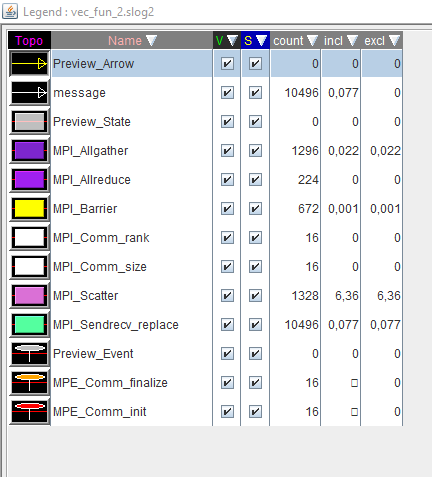 Legend : vec_fun_2.slog2
Topo Name V S count incl excl
Preview_Arrow 0 0 0
message 10496 0,077 0
Preview_State 0 0 0
MPI_Allgather 1296 0,022 0,022
MPI_Allreduce 224 0 0
MPI_Barrier 672 0,001 0,001
MPI_Comm_rank 16 0 0
MPI_Comm_size 16 0 0
MPI_Scatter 1328 6,36 6,36
MPI_Sendrecv_replace 10496 0,077 0,077
Preview_Event 0 0 0
MPE_Comm_finalize 16 □ 0
MPE_Comm_init 16 □ 0